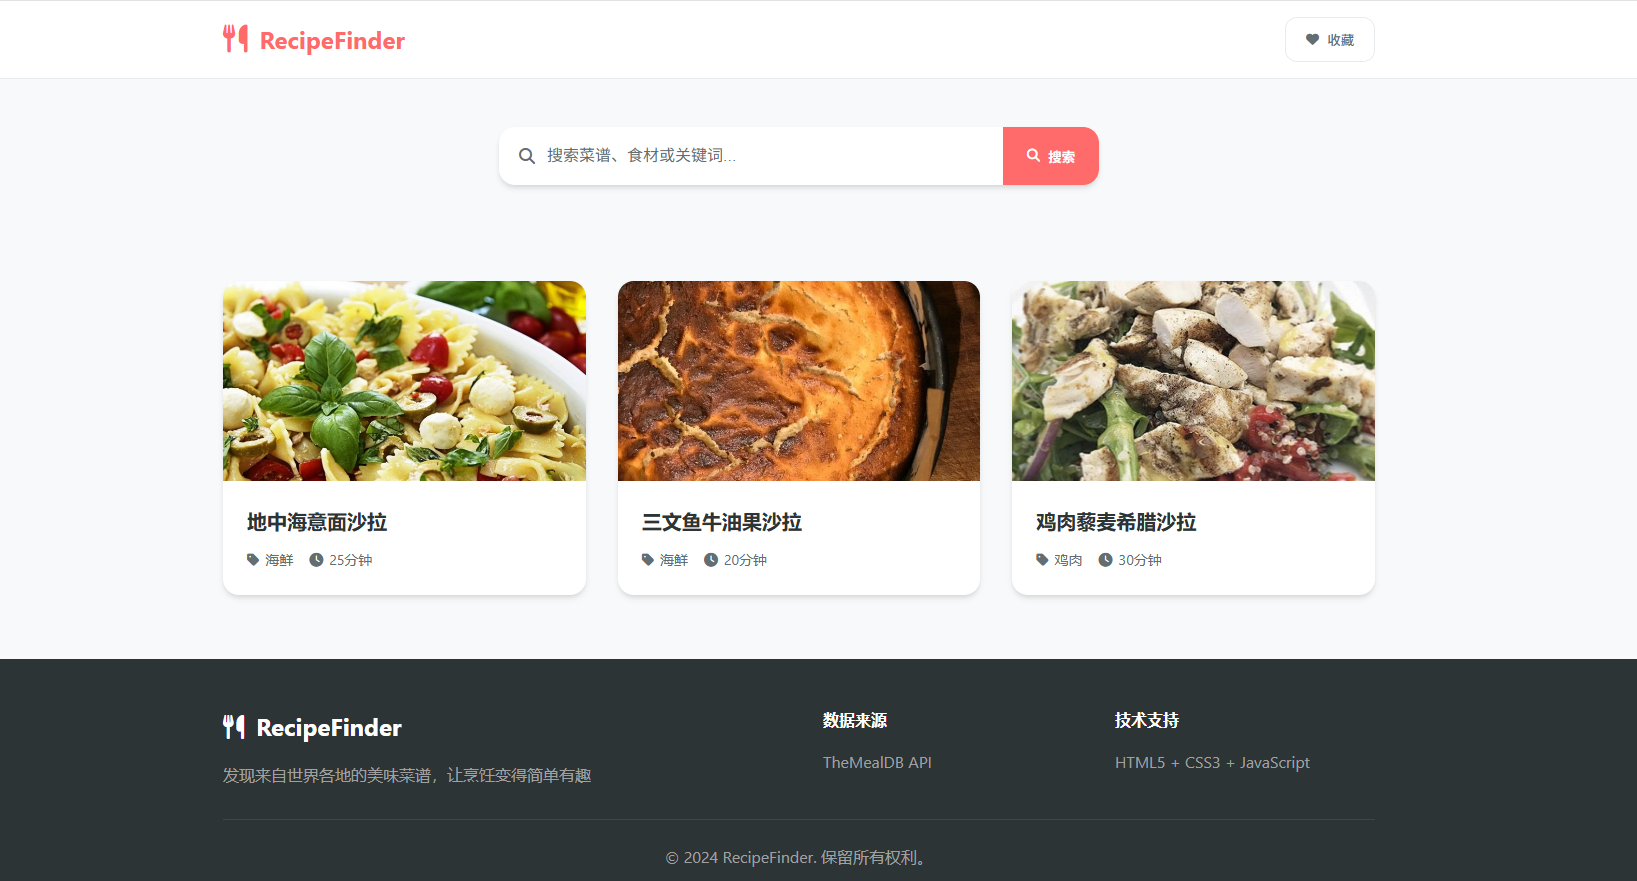 RecipeFinder
收藏
搜索菜谱、食材或关键词...
搜索
地中海意面沙拉
海鲜 25分钟
三文鱼牛油果沙拉
海鲜 20分钟
鸡肉藜麦希腊沙拉
鸡肉 30分钟
RecipeFinder
发现来自世界各地的美味菜谱，让烹饪变得简单有趣
数据来源
TheMealDB API
技术支持
HTML5 + CSS3 + JavaScript
© 2024 RecipeFinder. 保留所有权利。